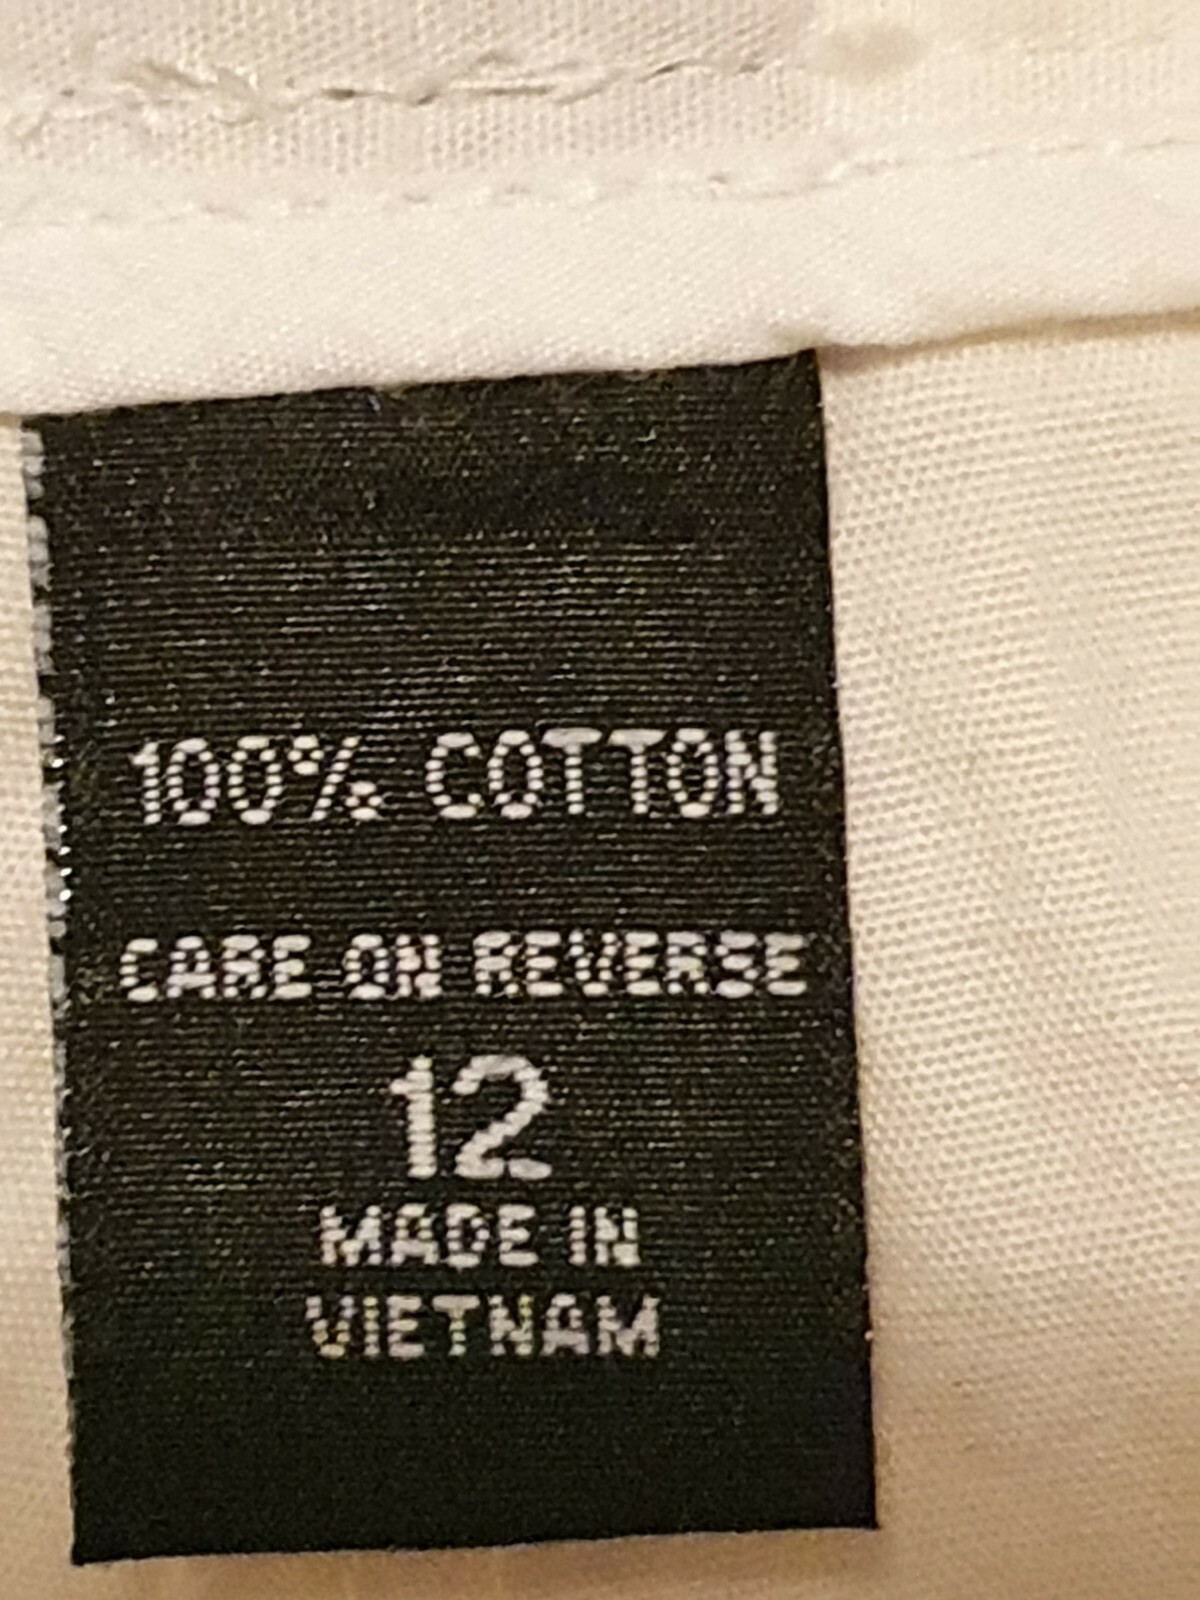 100% COTTON
CARE ON REVERSE
12
MADE IN
VIETNAM